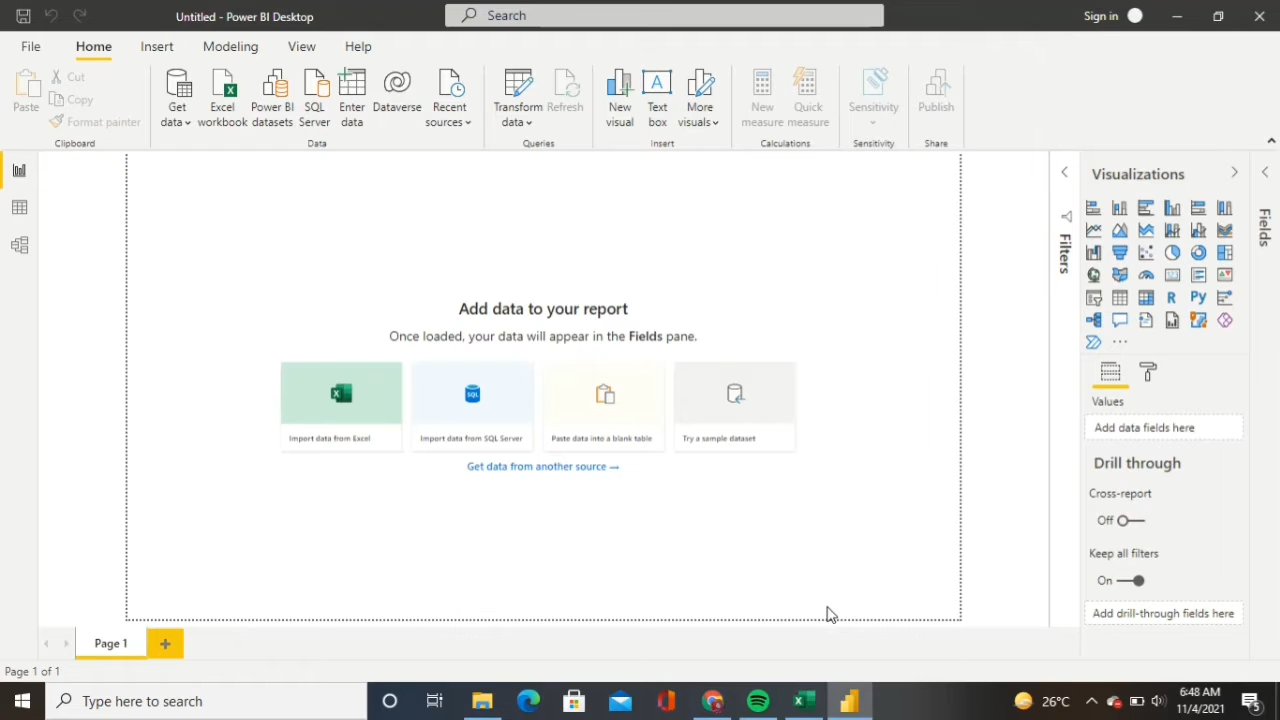 Untitled - Power BI Desktop
Search
Sign in
File
Home
Insert
Modeling
View
Help
Paste
Cut
Copy
Format painter
Clipboard
Get data
Excel workbook
Power BI datasets
SQL Server
Enter data
Dataverse
Recent sources
Data
Transform data
Refresh
Queries
New visual
Text box
More visuals
Insert
New measure
Quick measure
Calculations
Sensitivity
Sensitivity
Publish
Share
Add data to your report
Once loaded, your data will appear in the Fields pane.
SQL
Import data from Excel
Import data from SQL Server
Paste data into a blank table
Try a sample dataset
Get data from another source →
Filters
Visualizations
R
Py
Values
Add data fields here
Drill through
Cross-report
Off
Keep all filters
On
Add drill-through fields here
Fields
Page 1
Page 1 of 1
Type here to search
26°C
6:48 AM
11/4/2021
5